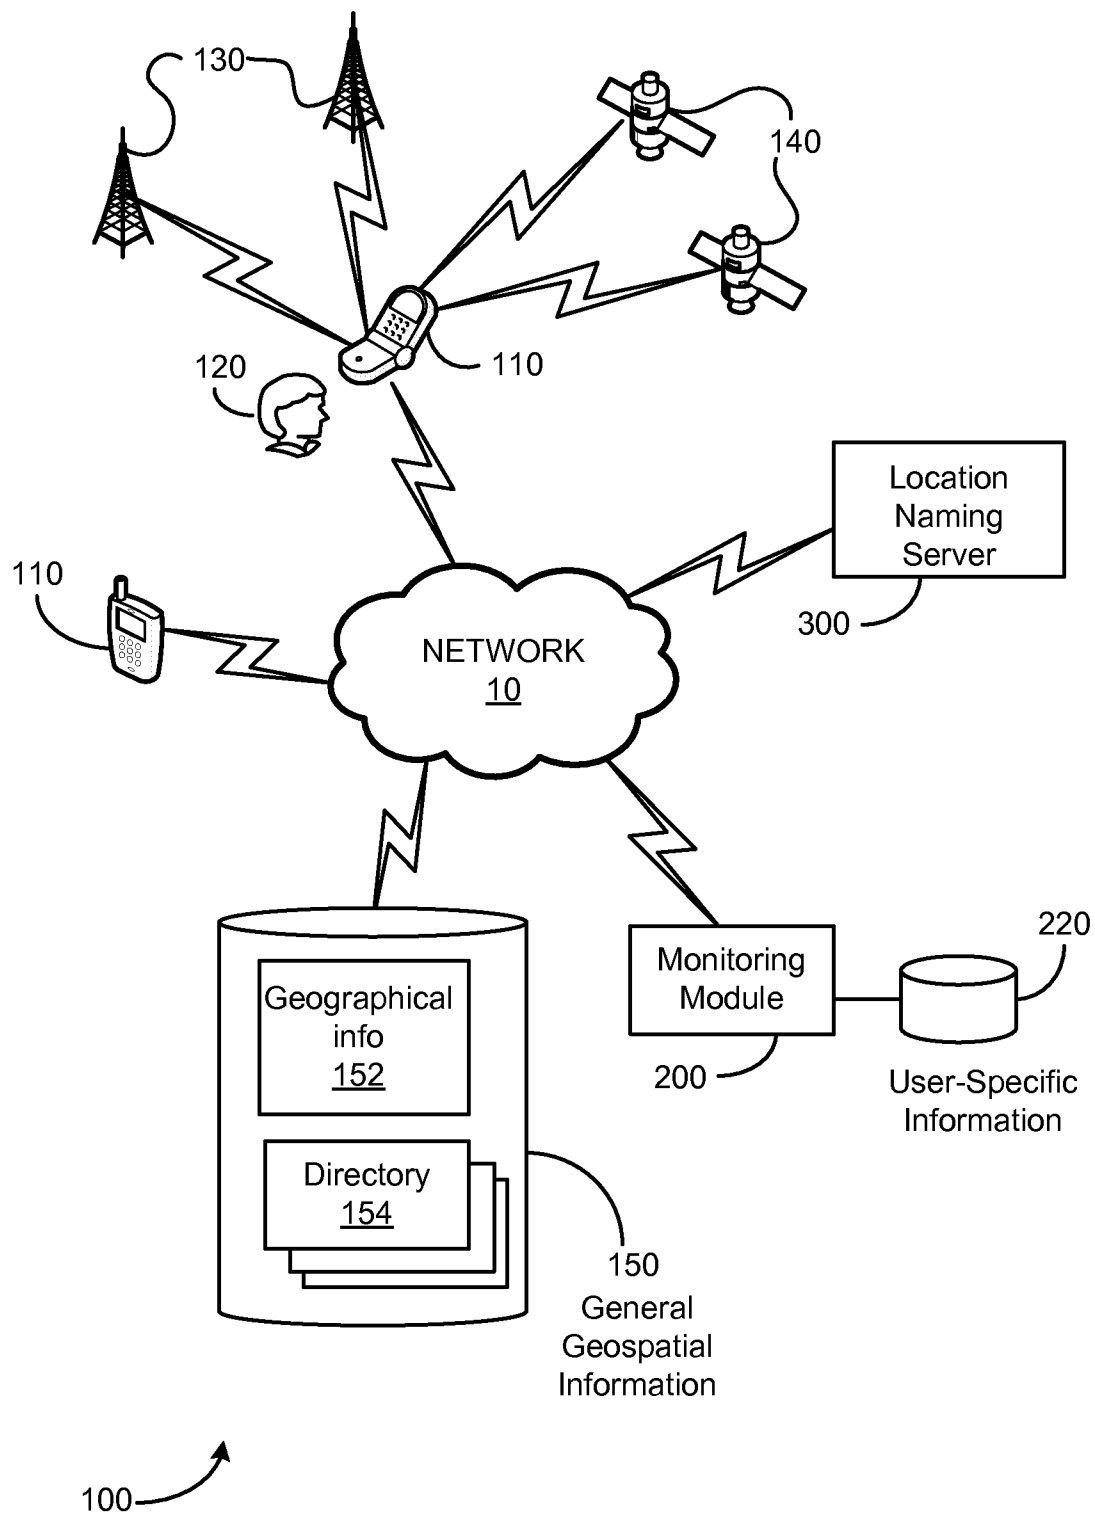 130
140
110
120
Location
Naming
Server
300
110
NETWORK
10
220
Monitoring
Module
200
User-Specific
Information
Geographical
info
152
Directory
154
150
General
Geospatial
Information
100